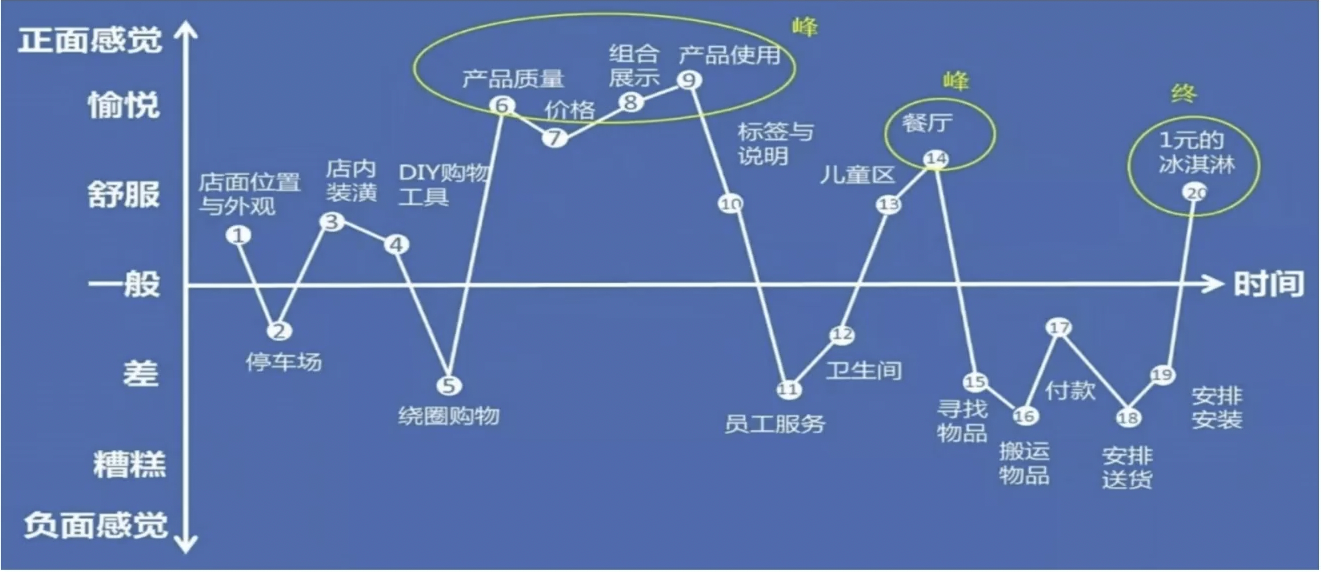 正面感觉
愉悦
舒服
一般
差
糟糕
负面感觉
时间
店面位置
与外观
1
2
停车场
店内
装潢
3
DIY购物
工具
4
5
绕圈购物
峰
产品质量
6
价格
7
组合
展示
8
产品使用
9
标签与
说明
10
11
员工服务
12
卫生间
儿童区
13
峰
餐厅
14
15
寻找
物品
16
搬运
物品
17
付款
18
安排
送货
19
安排
安装
终
1元的
冰淇淋
20